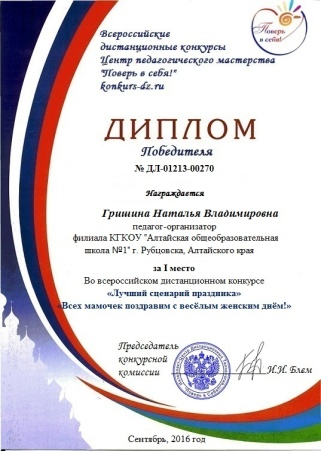 Всероссийские
дистанционные конкурсы
Центр педагогического мастерства
"Поверь в себя!"
konkurs-dz.ru
Поверь
в себя!
ДИПЛОМ
Победителя
№ ДЛ-01213-00270
Награждается
Гришина Наталья Владимировна
педагог-организатор
филиала КГКОУ "Алтайская общеобразовательная
школа №1" г. Рубцовска, Алтайского края
за I место
Во всероссийском дистанционном конкурсе
«Лучший сценарий праздника»
«Всех мамочек поздравим с весёлым женским днём!»
Председатель
конкурсной
комиссии
И.И. Блем
Сентябрь, 2016 год